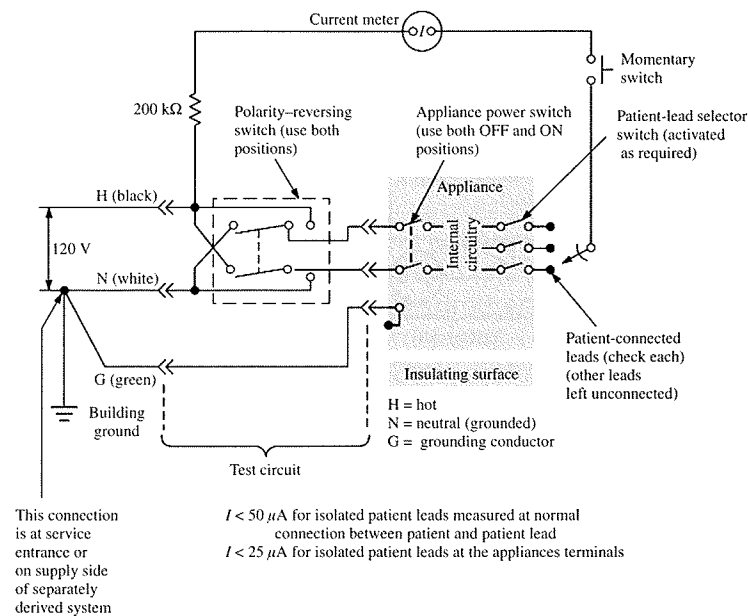 Current meter
I
Momentary
switch
200 kΩ
Polarity–reversing
switch (use both
positions)
Appliance power switch
(use both OFF and ON
positions)
Patient-lead selector
switch (activated
as required)
H (black)
Appliance
120 V
Internal
circuitry
N (white)
Patient-connected
leads (check each)
(other leads
left unconnected)
G (green)
Insulating surface
Building
ground
H = hot
N = neutral (grounded)
G = grounding conductor
Test circuit
This connection
is at service
entrance or
on supply side
of separately
derived system
I < 50 μA for isolated patient leads measured at normal
connection between patient and patient lead
I < 25 μA for isolated patient leads at the appliances terminals